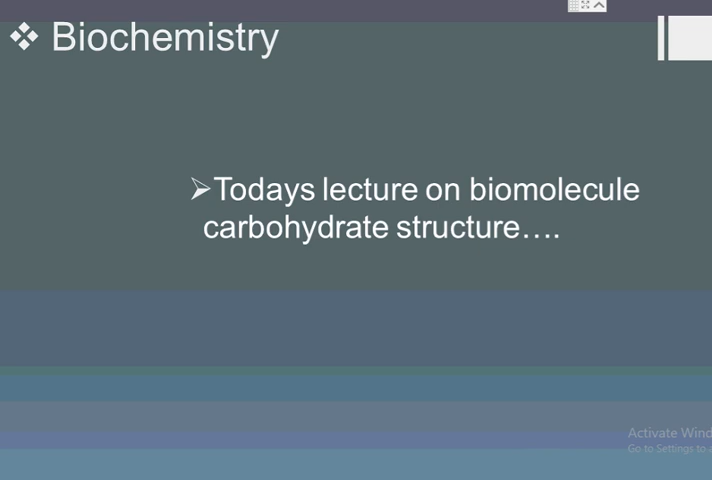 ❖ Biochemistry
➢Todays lecture on biomolecule
carbohydrate structure….
Activate Wind
Go to Settings to a